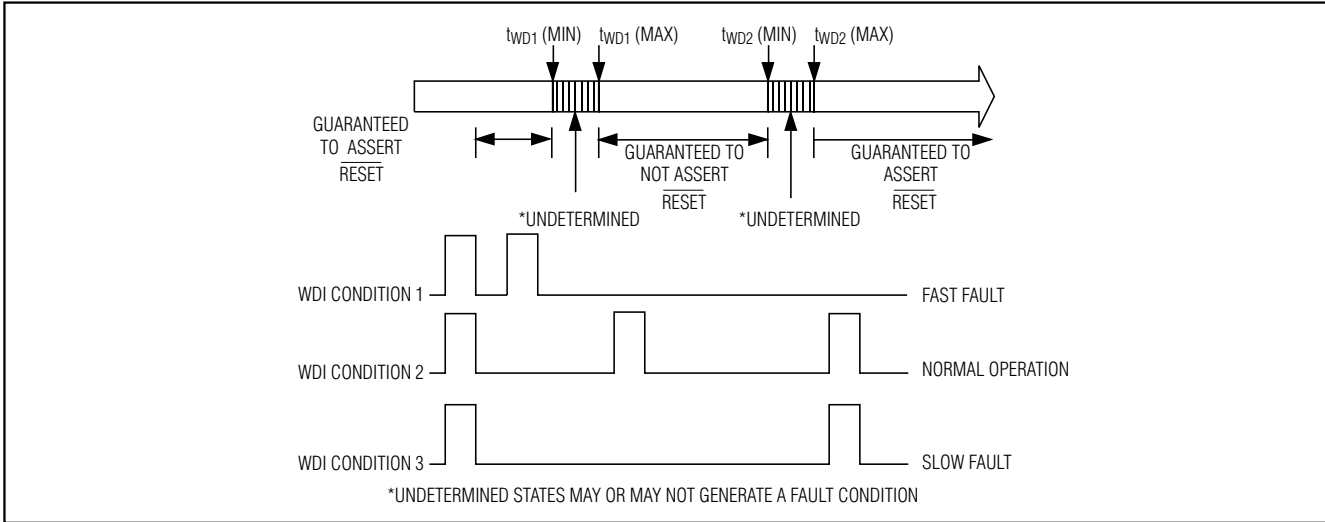 tWD1 (MIN) tWD1 (MAX) tWD2 (MIN) tWD2 (MAX)
GUARANTEED
TO ASSERT
RESET
GUARANTEED TO
NOT ASSERT
RESET
GUARANTEED TO
ASSERT
RESET
*UNDETERMINED
*UNDETERMINED
WDI CONDITION 1
FAST FAULT
WDI CONDITION 2
NORMAL OPERATION
WDI CONDITION 3
SLOW FAULT
*UNDETERMINED STATES MAY OR MAY NOT GENERATE A FAULT CONDITION